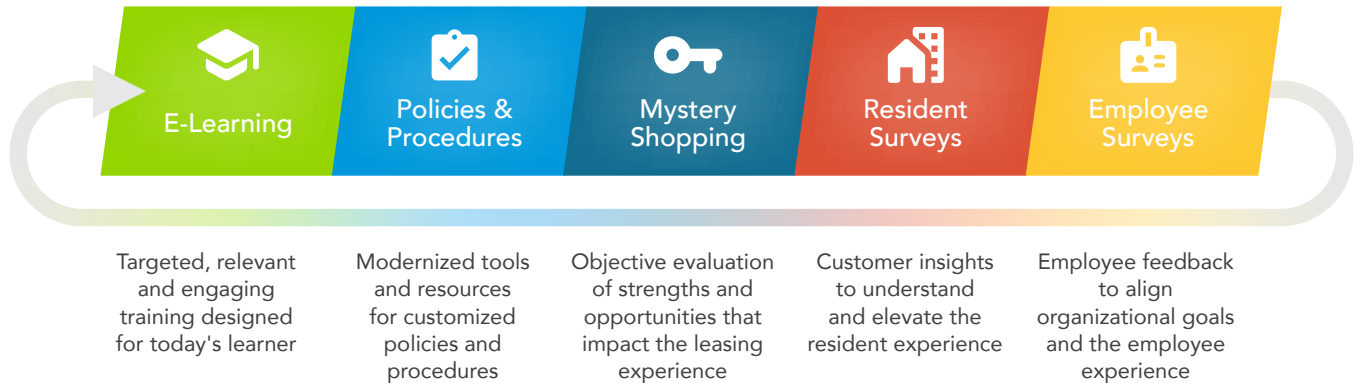 E-Learning
Policies &
Procedures
Mystery
Shopping
Resident
Surveys
Employee
Surveys
Targeted, relevant
and engaging
training designed
for today's learner
Modernized tools
and resources
for customized
policies and
procedures
Objective evaluation
of strengths and
opportunities that
impact the leasing
experience
Customer insights
to understand
and elevate the
resident experience
Employee feedback
to align
organizational goals
and the employee
experience